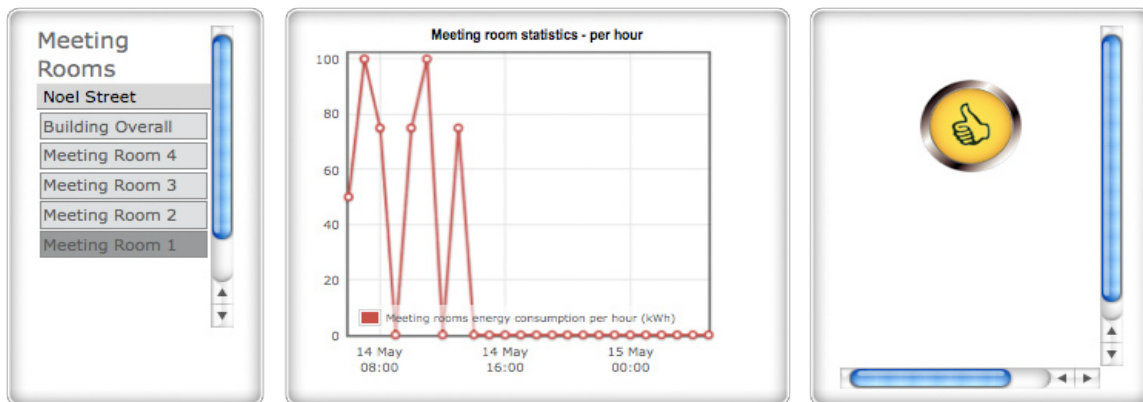 Meeting
Rooms
Noel Street
Building Overall
Meeting Room 4
Meeting Room 3
Meeting Room 2
Meeting Room 1
Meeting room statistics - per hour
100
80
60
40
20
0
Meeting rooms energy consumption per hour (kWh)
14 May 14 May 15 May
08:00 16:00 00:00